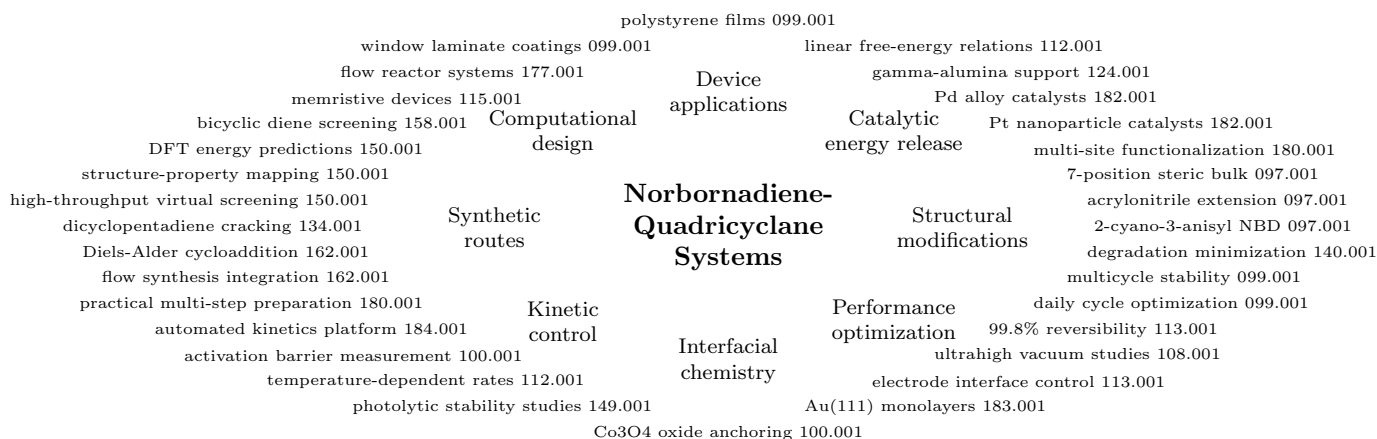 polystyrene films 099.001
window laminate coatings 099.001
linear free-energy relations 112.001
flow reactor systems 177.001
gamma-alumina support 124.001
Device
applications
memristive devices 115.001
Pd alloy catalysts 182.001
bicyclic diene screening 158.001
Computational
design
Catalytic
energy release
Pt nanoparticle catalysts 182.001
DFT energy predictions 150.001
multi-site functionalization 180.001
structure-property mapping 150.001
7-position steric bulk 097.001
high-throughput virtual screening 150.001
acrylonitrile extension 097.001
Norbornadiene-
Quadricyclane
Systems
dicyclopentadiene cracking 134.001
Synthetic
routes
Structural
modifications
2-cyano-3-anisyl NBD 097.001
Diels-Alder cycloaddition 162.001
degradation minimization 140.001
flow synthesis integration 162.001
multicycle stability 099.001
practical multi-step preparation 180.001
daily cycle optimization 099.001
Kinetic
control
Performance
optimization
automated kinetics platform 184.001
99.8% reversibility 113.001
activation barrier measurement 100.001
Interfacial
chemistry
ultrahigh vacuum studies 108.001
temperature-dependent rates 112.001
electrode interface control 113.001
photolytic stability studies 149.001
Au(111) monolayers 183.001
Co3O4 oxide anchoring 100.001